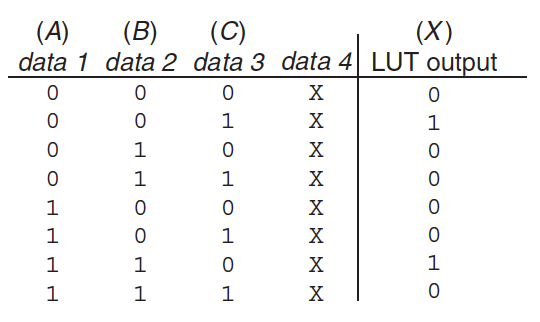 (A) (B) (C) (X)
data 1 data 2 data 3 data 4 LUT output
0 0 0 X 0
0 0 1 X 1
0 1 0 X 0
0 1 1 X 0
1 0 0 X 0
1 0 1 X 0
1 1 0 X 1
1 1 1 X 0